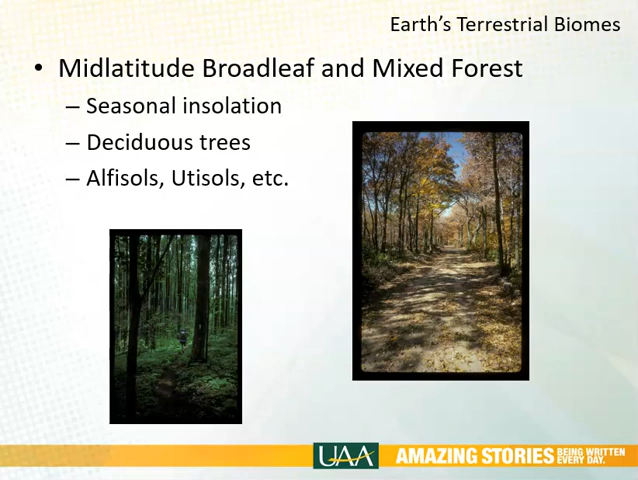 Earth's Terrestrial Biomes
• Midlatitude Broadleaf and Mixed Forest
– Seasonal insolation
– Deciduous trees
– Alfisols, Utisols, etc.
UAA AMAZING STORIES BEING WRITTEN
EVERY DAY.